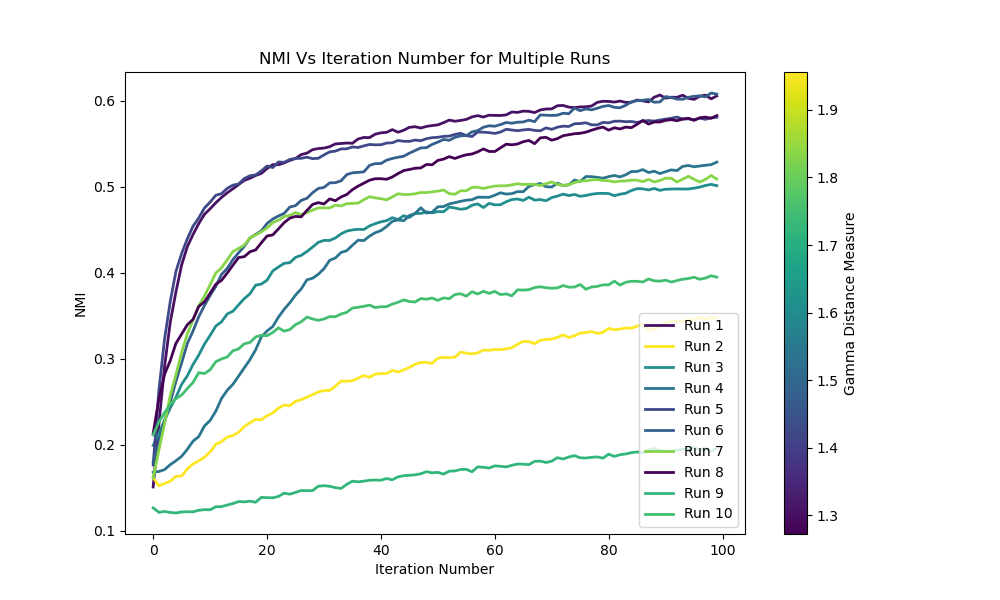 NMI Vs Iteration Number for Multiple Runs
NMI
0.6
0.5
0.4
0.3
0.2
0.1
0
20
40
60
80
100
Iteration Number
Run 1
Run 2
Run 3
Run 4
Run 5
Run 6
Run 7
Run 8
Run 9
Run 10
1.9
1.8
1.7
1.6
1.5
1.4
1.3
Gamma Distance Measure